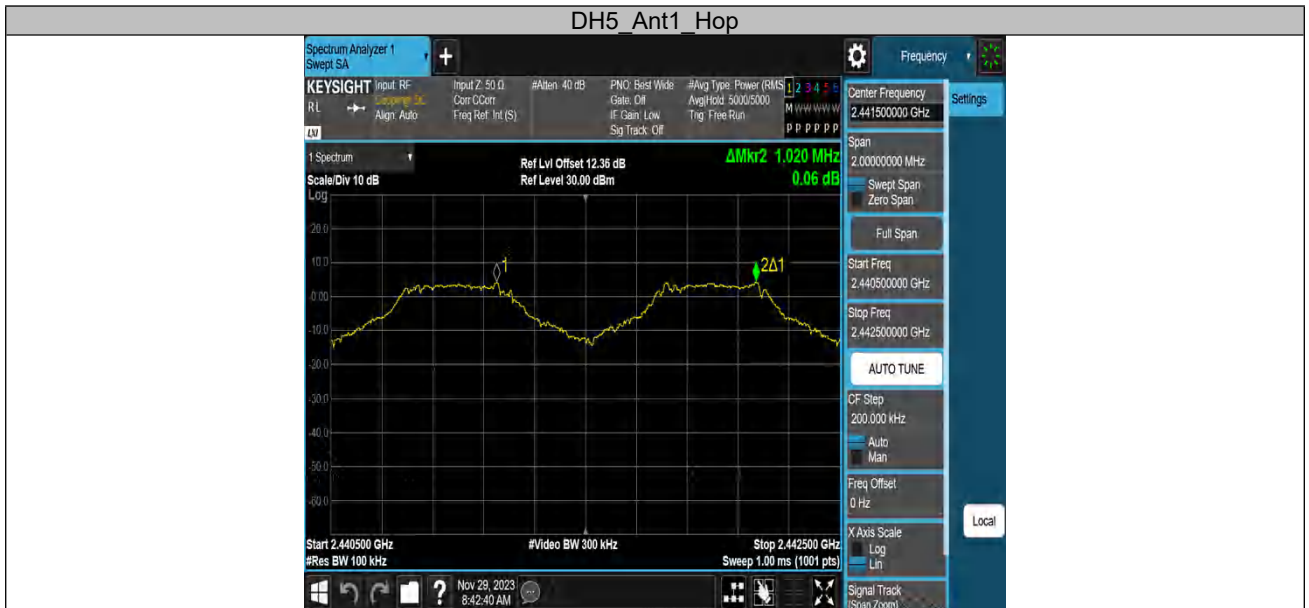 DH5_Ant1_Hop
Spectrum Analyzer 1
Swept SA
+
Frequency
KEYSIGHT
RL
LXI
Input: RF
Align: Auto
Input Z: 50 Ω
Corr CCorr
Freq Ref: Int (S)
#Atten: 40 dB
PNO: Best Wide
Gate: Off
IF Gain: Low
Sig Track: Off
#Avg Type: Power (RMS
Avg|Hold: 5000/5000
Trig: Free Run
1 2 3 4 5 6
M W W W W W
P P P P P P
Settings
Center Frequency
2.441500000 GHz
Span
2.00000000 MHz
Swept Span
Zero Span
Full Span
Start Freq
2.440500000 GHz
Stop Freq
2.442500000 GHz
AUTO TUNE
CF Step
200.000 kHz
Auto
Man
Freq Offset
0 Hz
X Axis Scale
Log
Lin
Signal Track
(Span Zoom)
Local
1 Spectrum
Scale/Div 10 dB
Log
Ref Lvl Offset 12.36 dB
Ref Level 30.00 dBm
ΔMkr2 1.020 MHz
0.06 dB
20.0
10.0
0.00
-10.0
-20.0
-30.0
-40.0
-50.0
-60.0
1
2Δ1
Start 2.440500 GHz
#Res BW 100 kHz
#Video BW 300 kHz
Stop 2.442500 GHz
Sweep 1.00 ms (1001 pts)
?
Nov 29, 2023
8:42:40 AM